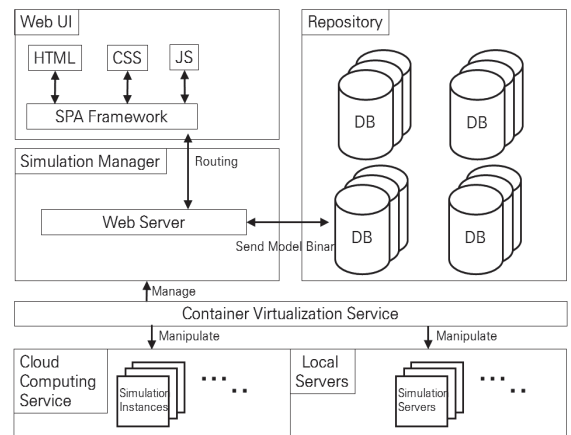 Web UI
HTML
CSS
JS
SPA Framework
Routing
Simulation Manager
Web Server
Send Model Binar
Repository
DB
DB
DB
DB
Manage
Container Virtualization Service
Manipulate
Manipulate
Cloud
Computing
Service
Simulation
Instances
Local
Servers
Simulation
Servers